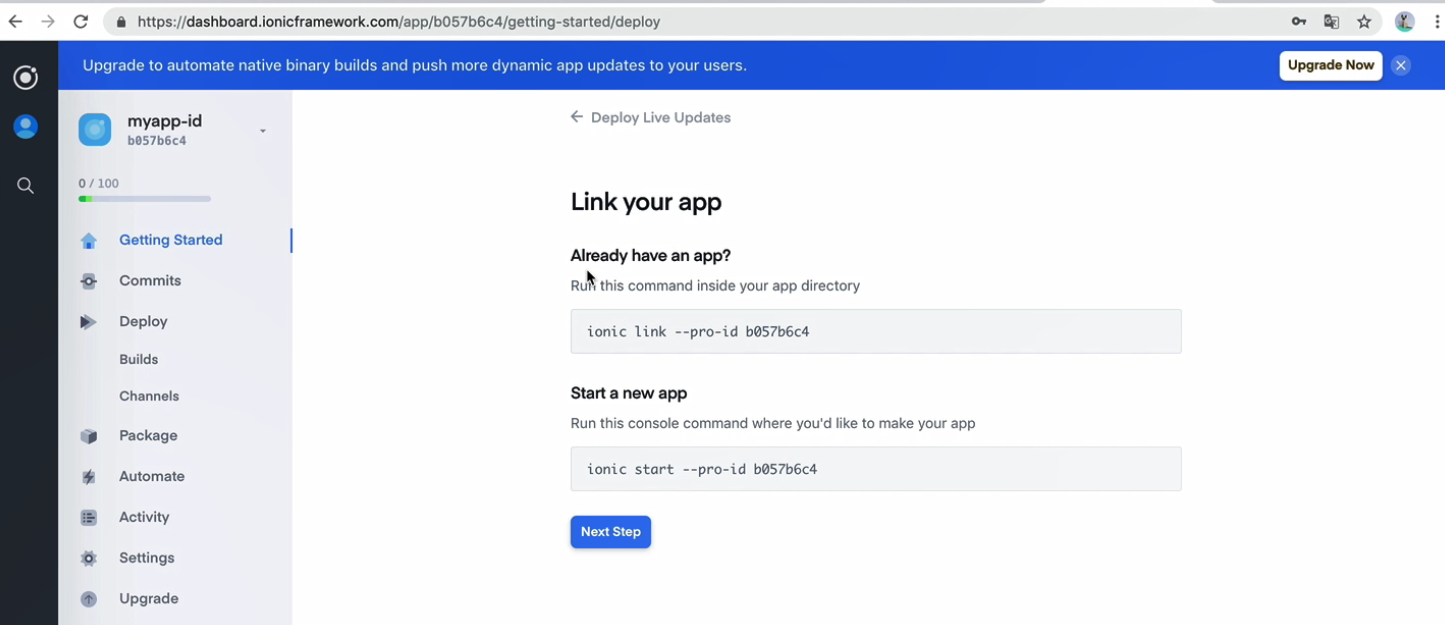 https://dashboard.ionicframework.com/app/b057b6c4/getting-started/deploy
Upgrade to automate native binary builds and push more dynamic app updates to your users.
Upgrade Now
myapp-id
b057b6c4
0 / 100
Getting Started
Commits
Deploy
Builds
Channels
Package
Automate
Activity
Settings
Upgrade
Deploy Live Updates
Link your app
Already have an app?
Run this command inside your app directory
ionic link --pro-id b057b6c4
Start a new app
Run this console command where you'd like to make your app
ionic start --pro-id b057b6c4
Next Step